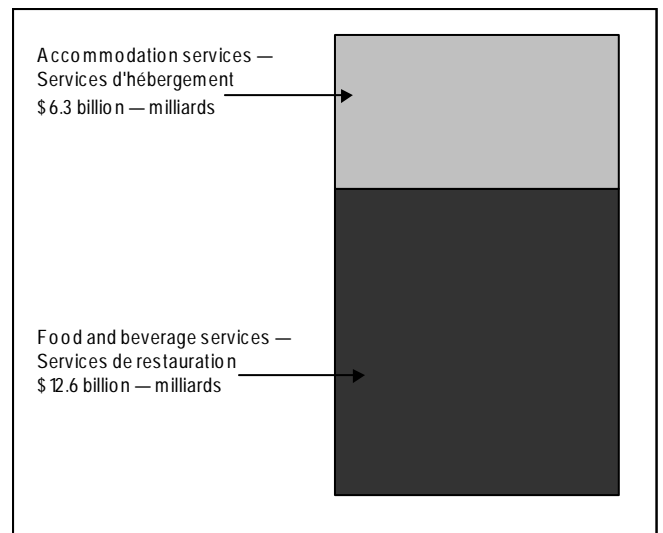 Accommodation services —
Services d'hébergement
$6.3 billion — milliards
Food and beverage services —
Services de restauration
$12.6 billion — milliards